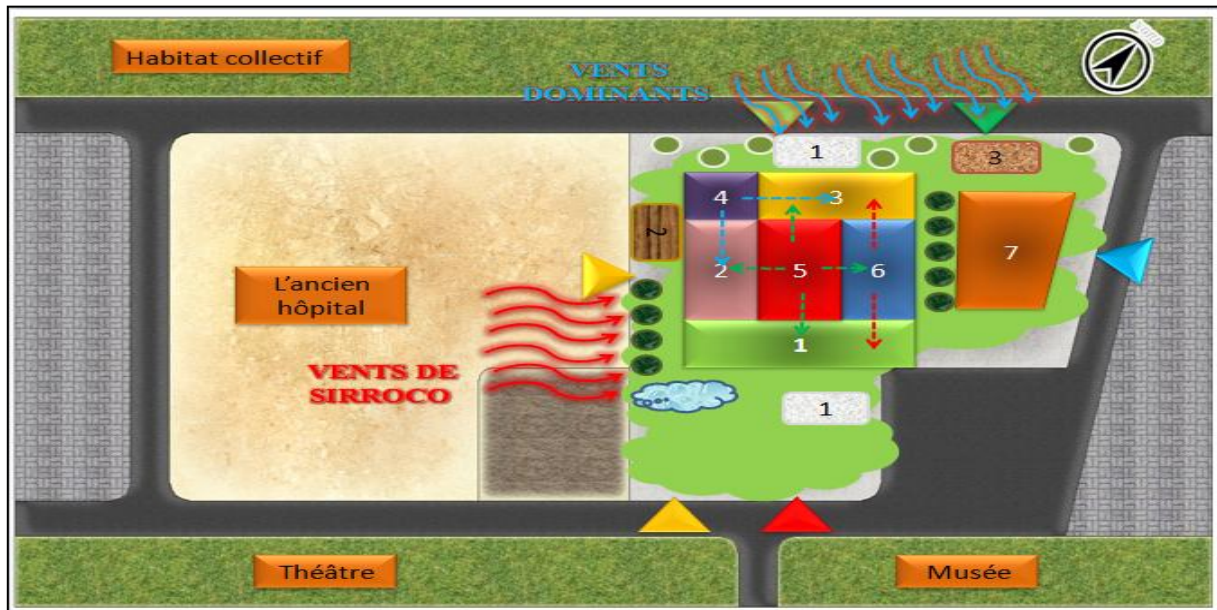 Habitat collectif
Nord
VENTS
DOMINANTS
1
3
4
3
2
2
5
6
7
L'ancien
hôpital
1
VENTS DE
SIRROCO
1
Théâtre
Musée